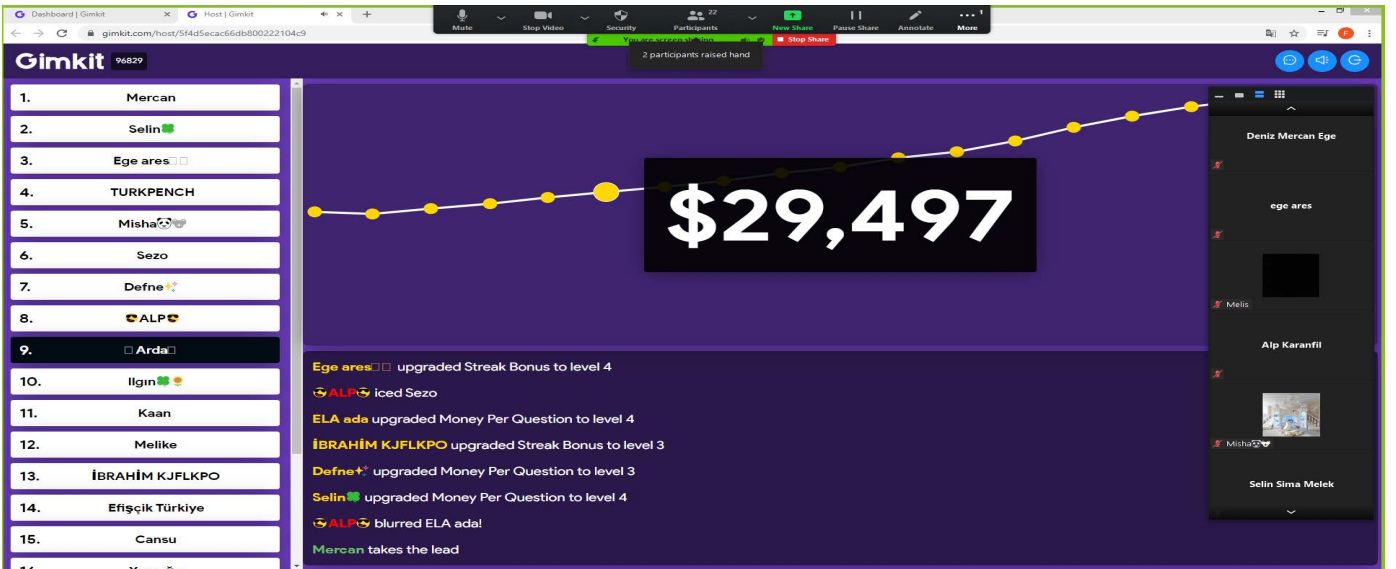 Dashboard | Gimkit
Host | Gimkit
gimkit.com/host/5f4d5ecac66db800222104c9
Mute
Stop Video
Security
Participants 22
New Share
Pause Share
Annotate
More 1
You are screen sharing
Stop Share
2 participants raised hand
F
Gimkit 96829
1. Mercan
2. Selin🍀
3. Ege ares
4. TURKPENCH
5. Misha🐼🐨
6. Sezo
7. Defne✨
8. 😎ALP😎
9. Arda
10. Ilgın🍀🌻
11. Kaan
12. Melike
13. İBRAHİM KJFLKPO
14. Efişçik Türkiye
15. Cansu
$29,497
Ege ares upgraded Streak Bonus to level 4
😎ALP😎 iced Sezo
ELA ada upgraded Money Per Question to level 4
İBRAHİM KJFLKPO upgraded Streak Bonus to level 3
Defne✨ upgraded Money Per Question to level 3
Selin🍀 upgraded Money Per Question to level 4
😎ALP😎 blurred ELA ada!
Mercan takes the lead
Deniz Mercan Ege
ege ares
Melis
Alp Karanfil
Misha🐼🐨
Selin Sima Melek